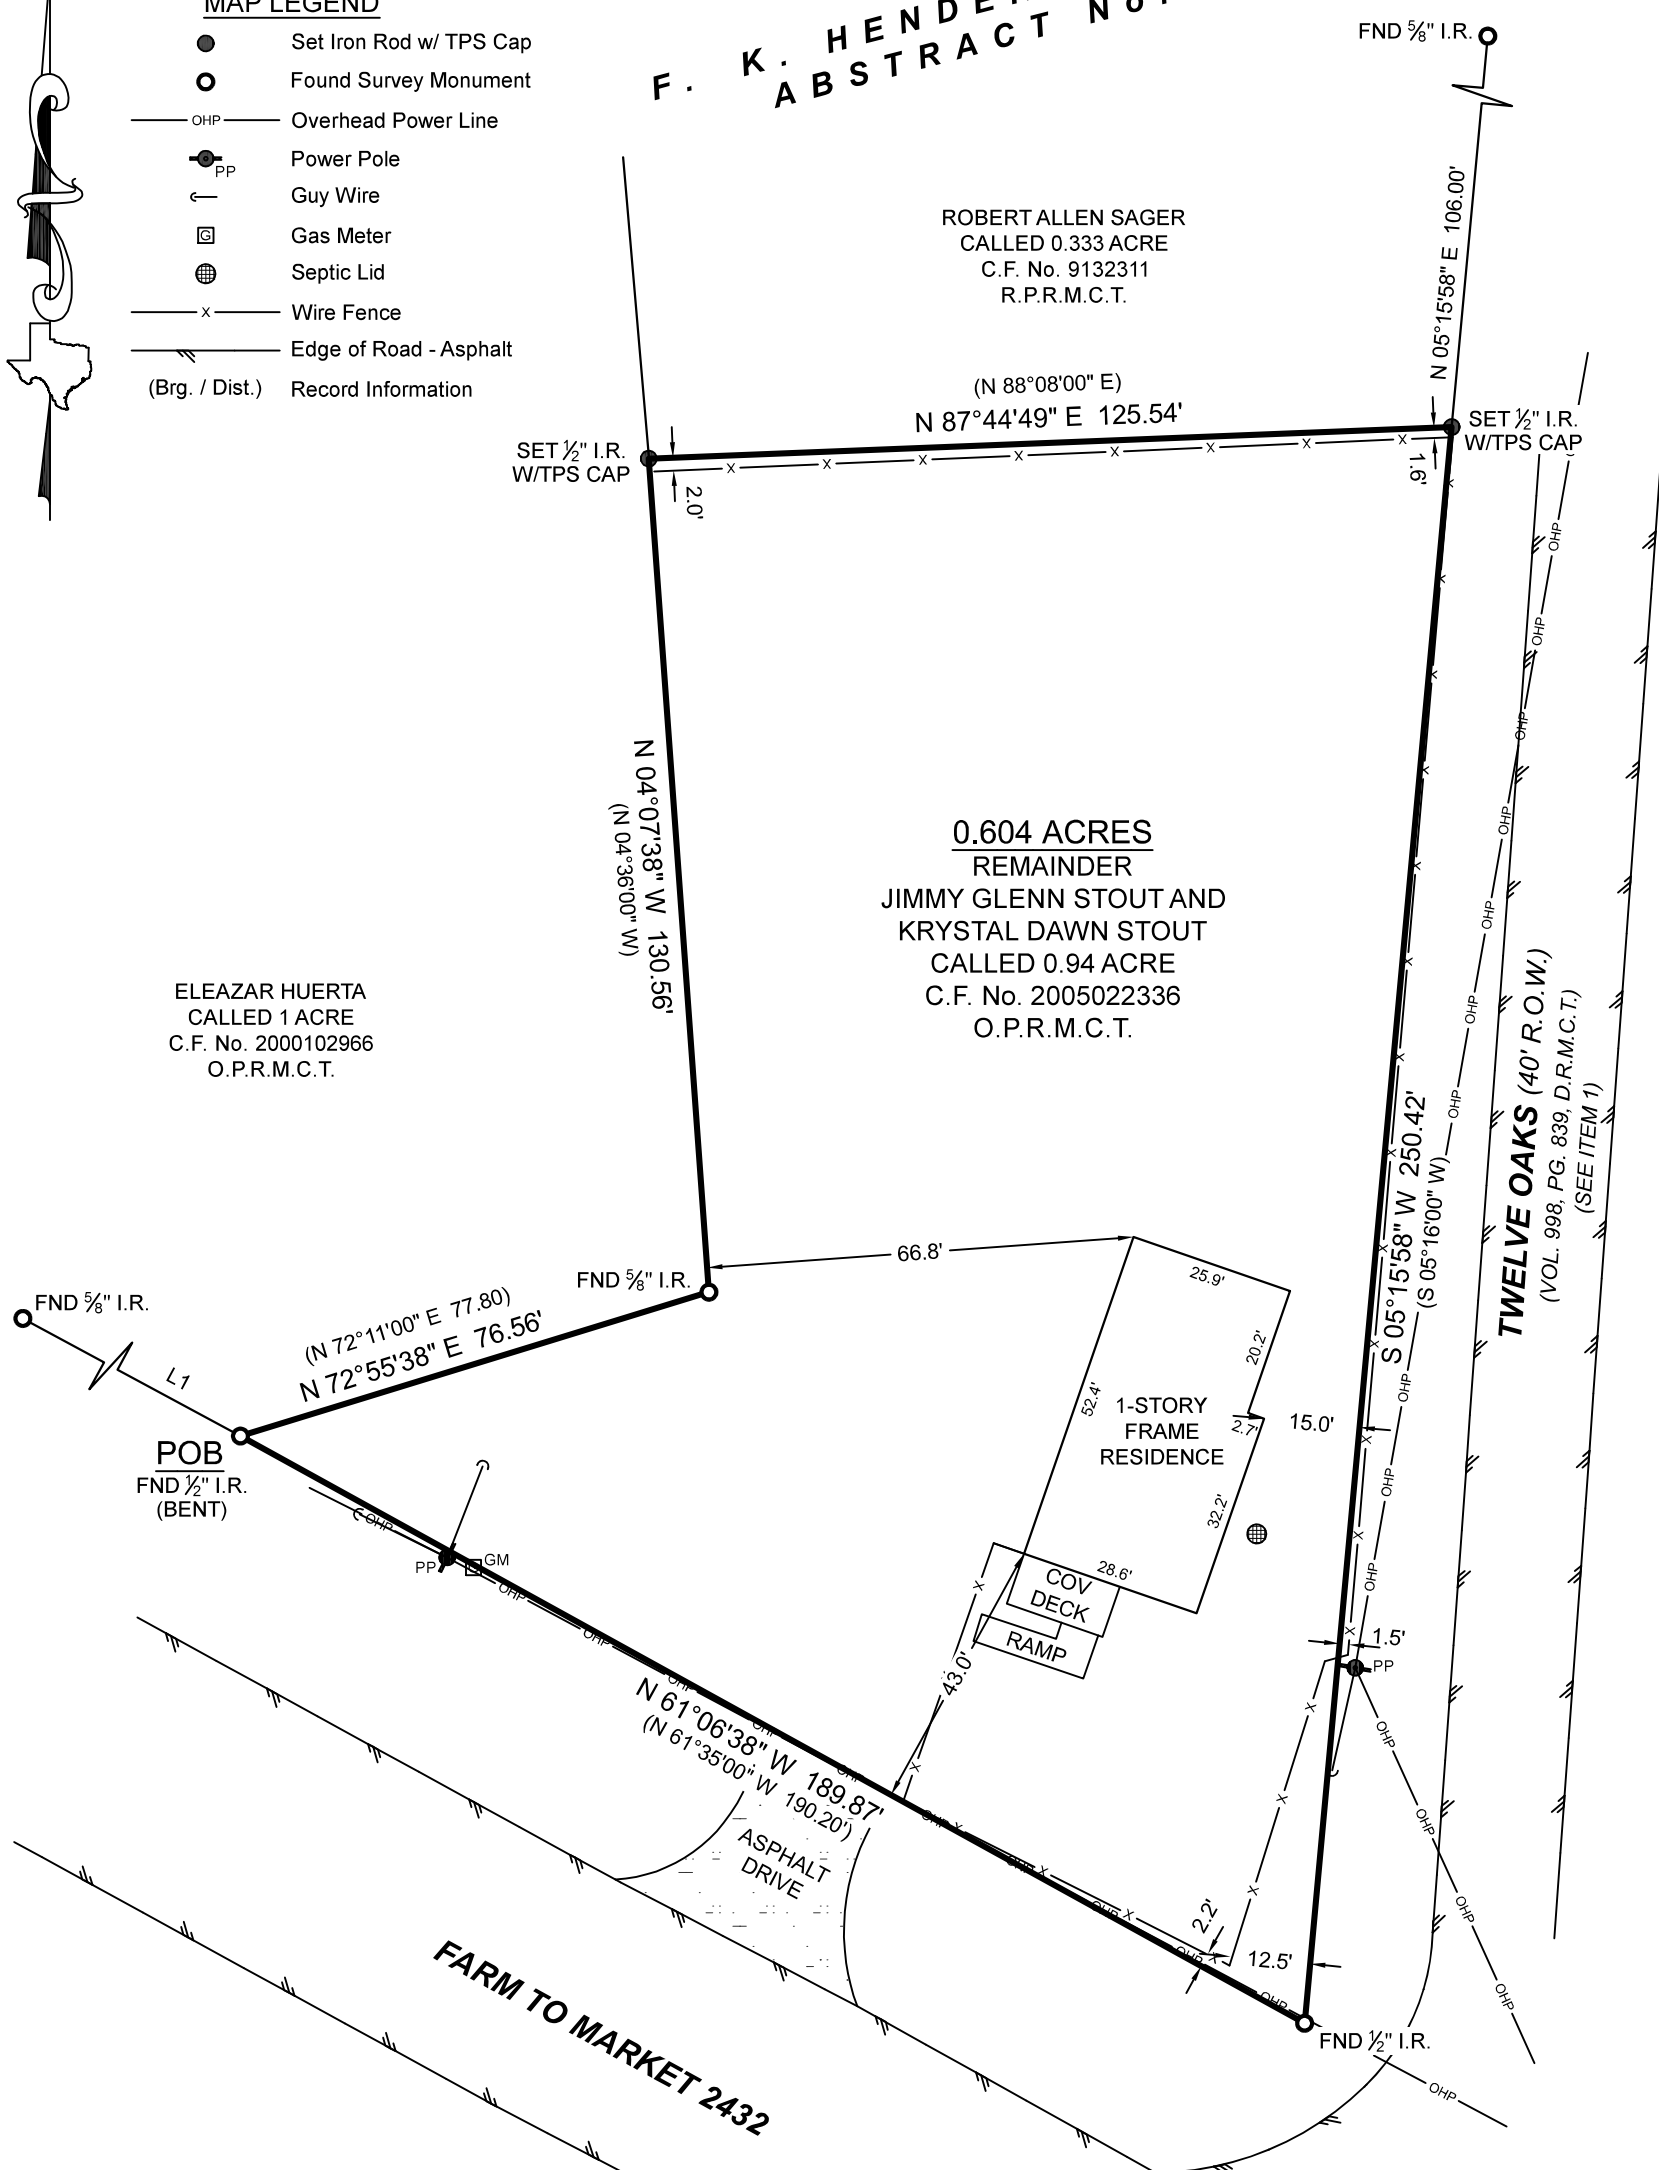 MAP LEGEND
Set Iron Rod w/ TPS Cap
Found Survey Monument
OHP Overhead Power Line
PP Power Pole
Guy Wire
G Gas Meter
Septic Lid
X Wire Fence
Edge of Road - Asphalt
(Brg. / Dist.) Record Information
F. K.
ABSTRACT
FND 5⁄8" I.R.
N 05°15'58" E 106.00'
ROBERT ALLEN SAGER
CALLED 0.333 ACRE
C.F. No. 9132311
R.P.R.M.C.T.
(N 88°08'00" E)
N 87°44'49" E 125.54'
SET ½" I.R.
W/TPS CAP
SET ½" I.R.
W/TPS CAP
2.0'
1.6'
N 04°07'38" W 130.56'
(N 04°36'00" W)
0.604 ACRES
REMAINDER
JIMMY GLENN STOUT AND
KRYSTAL DAWN STOUT
CALLED 0.94 ACRE
C.F. No. 2005022336
O.P.R.M.C.T.
ELEAZAR HUERTA
CALLED 1 ACRE
C.F. No. 2000102966
O.P.R.M.C.T.
S 05°15'58" W 250.42'
(S 05°16'00" W)
TWELVE OAKS (40' R.O.W.)
(VOL. 998, PG. 839, D.R.M.C.T.)
(SEE ITEM 1)
66.8'
FND 5⁄8" I.R.
FND 5⁄8" I.R.
L1
(N 72°11'00" E 77.80)
N 72°55'38" E 76.56'
POB
FND ½" I.R.
(BENT)
25.9'
20.2'
52.4'
1-STORY
FRAME
RESIDENCE
2.7'
15.0'
32.2'
28.6'
COV
DECK
RAMP
43.0'
1.5'
PP
PP
GM
OHP
N 61°06'38" W 189.87'
(N 61°35'00" W 190.20')
ASPHALT
DRIVE
2.2'
12.5'
FND ½" I.R.
OHP
FARM TO MARKET 2432